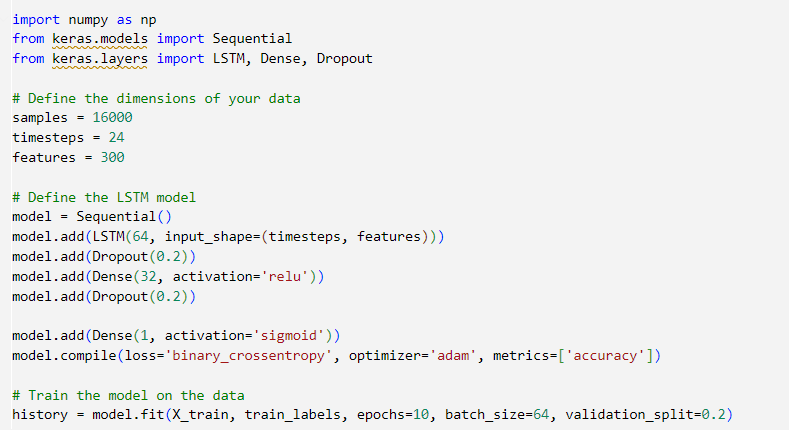 import numpy as np
from keras.models import Sequential
from keras.layers import LSTM, Dense, Dropout
# Define the dimensions of your data
samples = 16000
timesteps = 24
features = 300
# Define the LSTM model
model = Sequential()
model.add(LSTM(64, input_shape=(timesteps, features)))
model.add(Dropout(0.2))
model.add(Dense(32, activation='relu'))
model.add(Dropout(0.2))
model.add(Dense(1, activation='sigmoid'))
model.compile(loss='binary_crossentropy', optimizer='adam', metrics=['accuracy'])
# Train the model on the data
history = model.fit(X_train, train_labels, epochs=10, batch_size=64, validation_split=0.2)